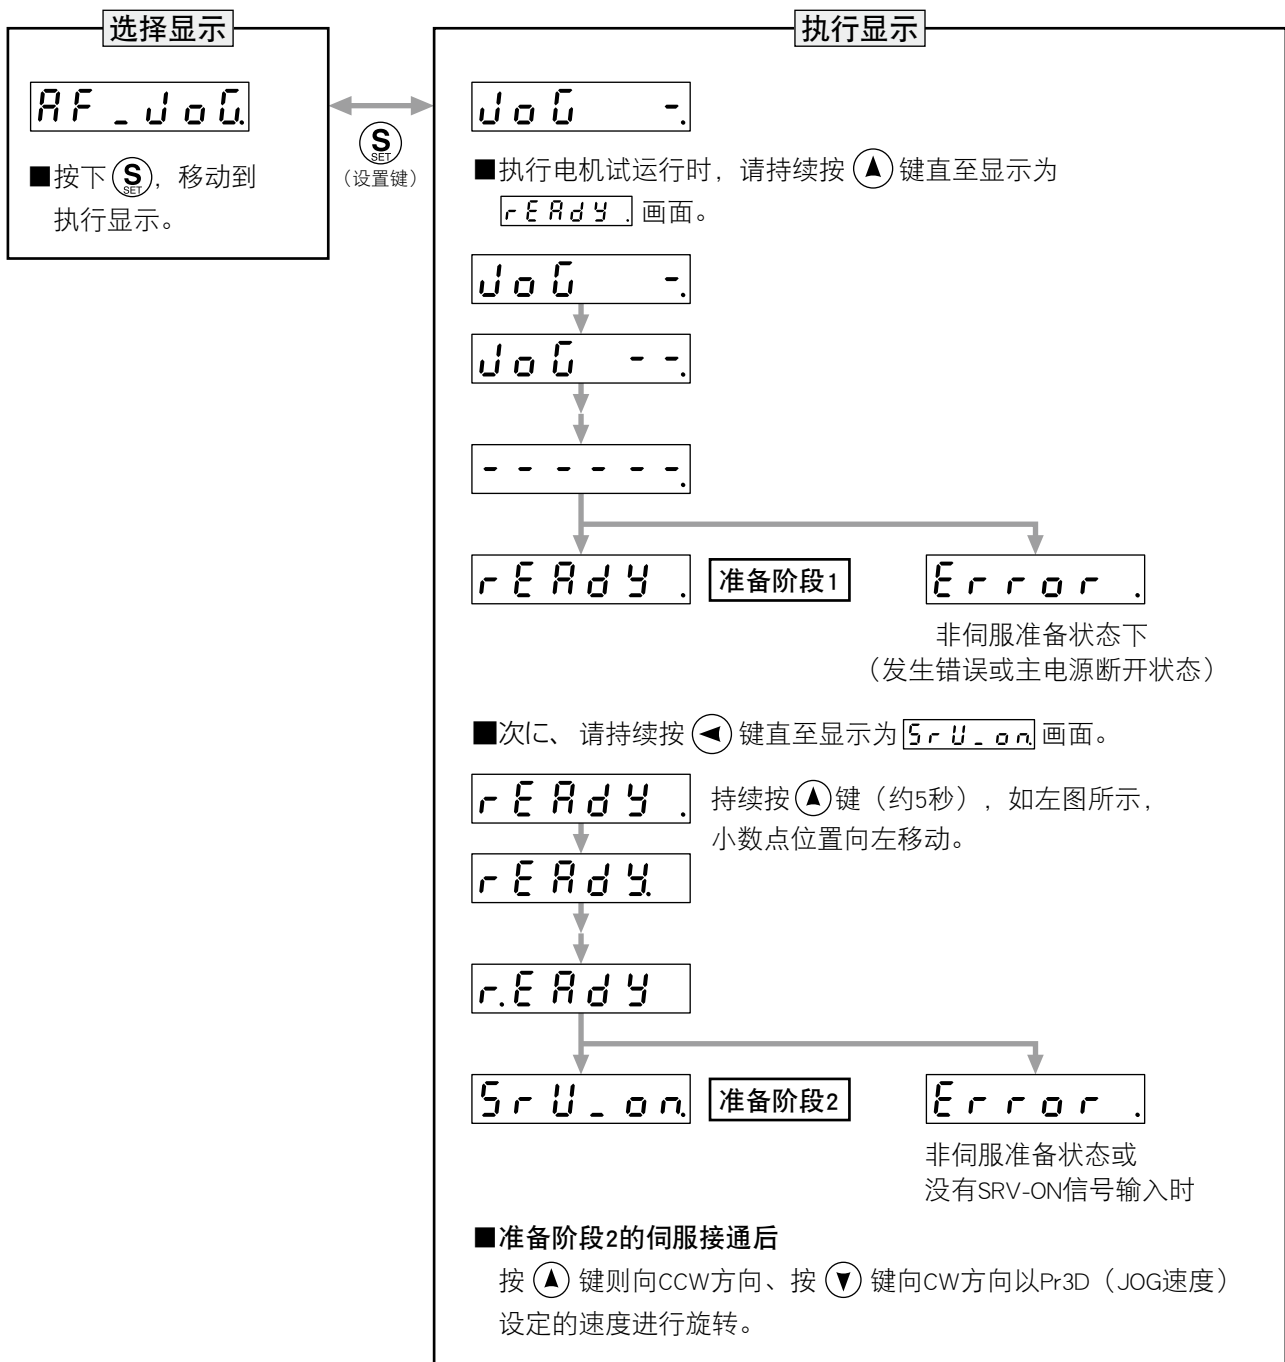 选择显示
AF_JoG.
■按下 S SET，移动到
执行显示。
S SET
（设置键）
执行显示
JoG -.
■执行电机试运行时，请持续按 ▲ 键直至显示为
rEAdy . 画面。
JoG -.
JoG --.
------.
rEAdy .
准备阶段1
Error .
非伺服准备状态下
（发生错误或主电源断开状态）
■次に、 请持续按 ◀ 键直至显示为 SrU_on. 画面。
rEAdy .
持续按 ▲ 键（约5秒），如左图所示，
小数点位置向左移动。
rEAdy.
r.EAdy
SrU_on.
准备阶段2
Error .
非伺服准备状态或
没有SRV-ON信号输入时
■准备阶段2的伺服接通后
按 ▲ 键则向CCW方向、按 ▼ 键向CW方向以Pr3D（JOG速度）
设定的速度进行旋转。